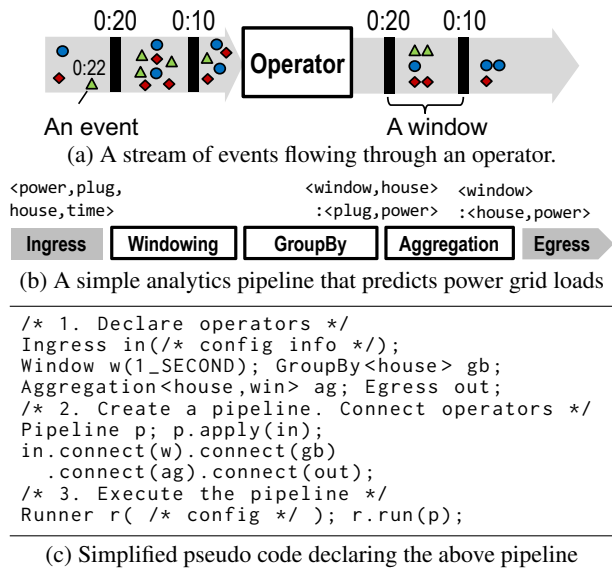 0:20 0:10 0:20 0:10
0:22
Operator
An event A window
(a) A stream of events flowing through an operator.
<power,plug, <window,house> <window>
house,time> :<plug,power> :<house,power>
Ingress Windowing GroupBy Aggregation Egress
(b) A simple analytics pipeline that predicts power grid loads
/* 1. Declare operators */
Ingress in(/* config info */);
Window w(1_SECOND); GroupBy<house> gb;
Aggregation<house,win> ag; Egress out;
/* 2. Create a pipeline. Connect operators */
Pipeline p; p.apply(in);
in.connect(w).connect(gb)
.connect(ag).connect(out);
/* 3. Execute the pipeline */
Runner r( /* config */ ); r.run(p);
(c) Simplified pseudo code declaring the above pipeline